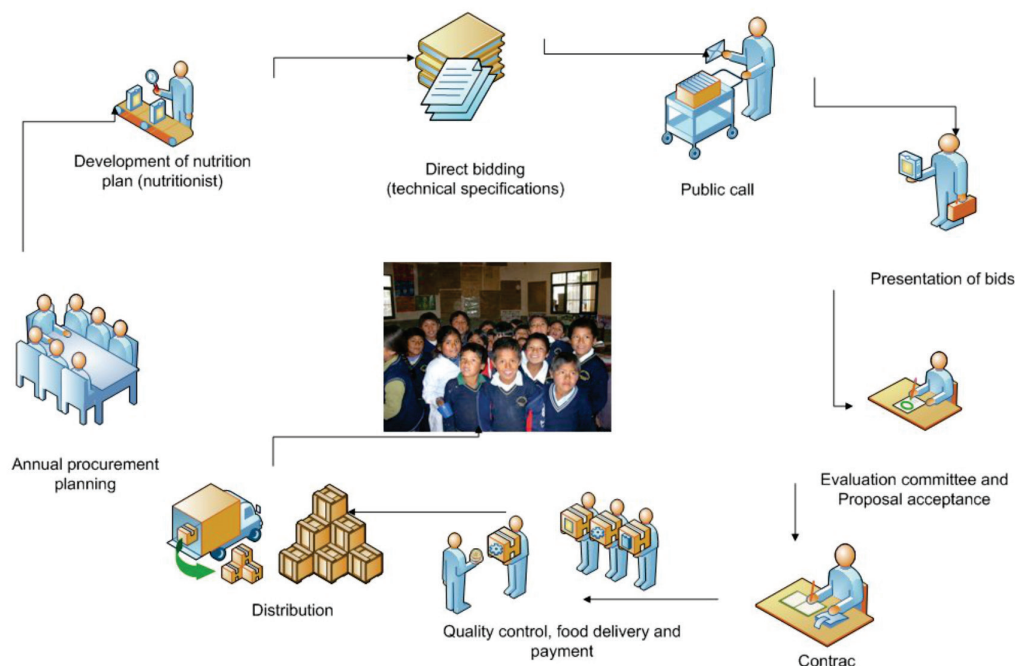 Development of nutrition
plan (nutritionist)
Direct bidding
(technical specifications)
Public call
Presentation of bids
Evaluation committee and
Proposal acceptance
Contrac
Quality control, food delivery and
payment
Distribution
Annual procurement
planning